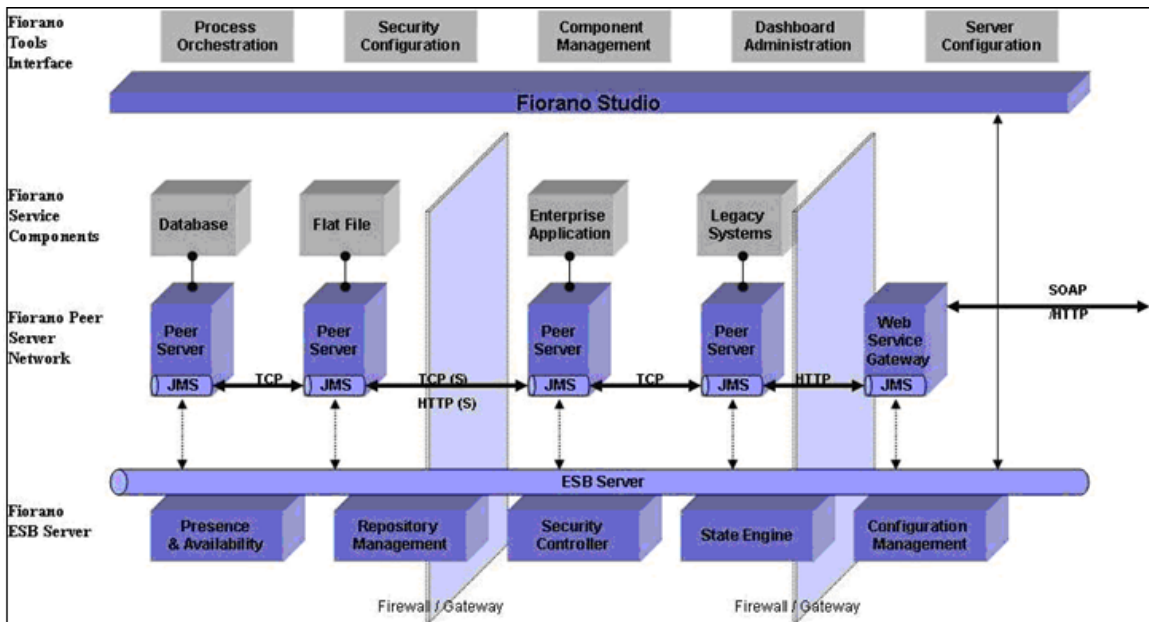 Fiorano
Tools
Interface
Process
Orchestration
Security
Configuration
Component
Management
Dashboard
Administration
Server
Configuration
Fiorano Studio
Fiorano
Service
Components
Database
Flat File
Enterprise
Application
Legacy
Systems
Fiorano Peer
Server
Network
Peer
Server
JMS
TCP
Peer
Server
JMS
TCP (S)
HTTP (S)
Peer
Server
JMS
TCP
Peer
Server
JMS
HTTP
Web
Service
Gateway
JMS
SOAP
/HTTP
ESB Server
Fiorano
ESB Server
Presence
& Availability
Repository
Management
Security
Controller
State Engine
Configuration
Management
Firewall / Gateway
Firewall / Gateway